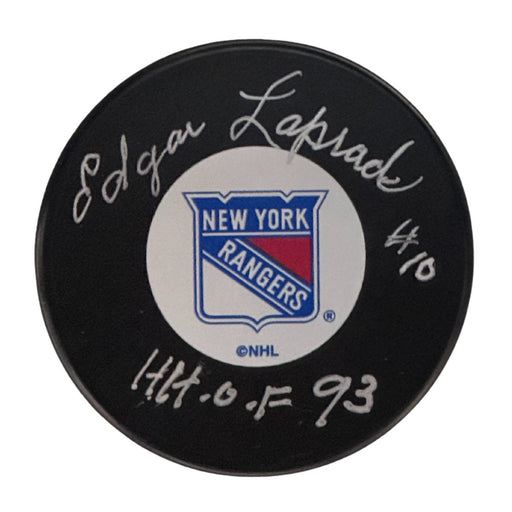 Edgar Laprade
#10
NEW YORK
RANGERS
®
©NHL
HH.O.F 93